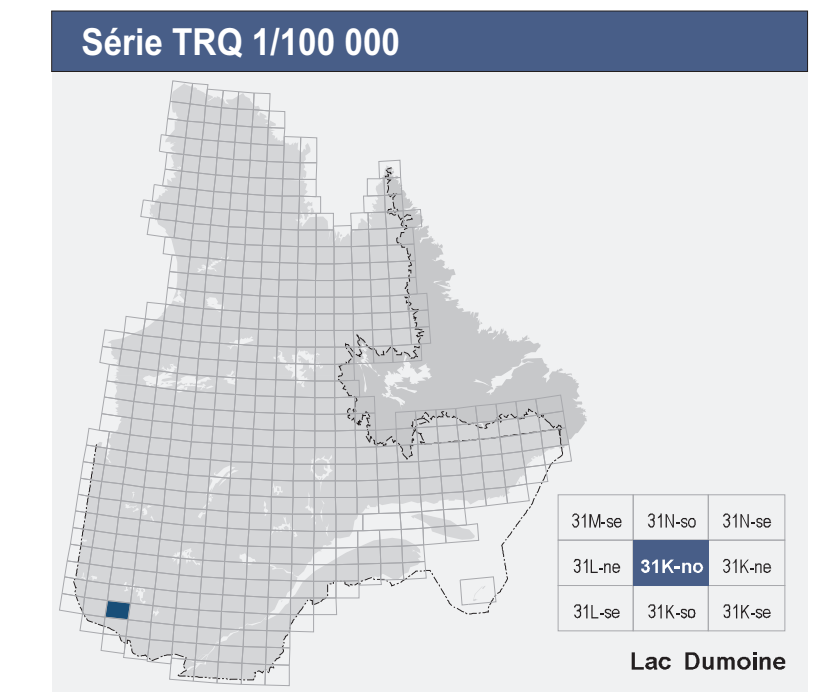 Série TRQ 1/100 000
31M-se 31N-so 31N-se
31L-ne 31K-no 31K-ne
31L-se 31K-so 31K-se
Lac Dumoine